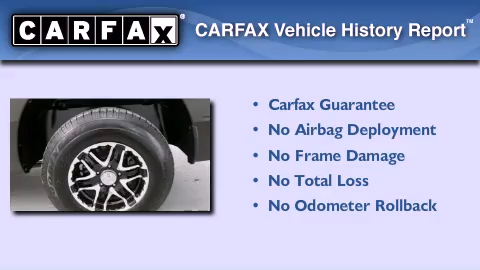 CARFAX® CARFAX Vehicle History Report™
• Carfax Guarantee
• No Airbag Deployment
• No Frame Damage
• No Total Loss
• No Odometer Rollback